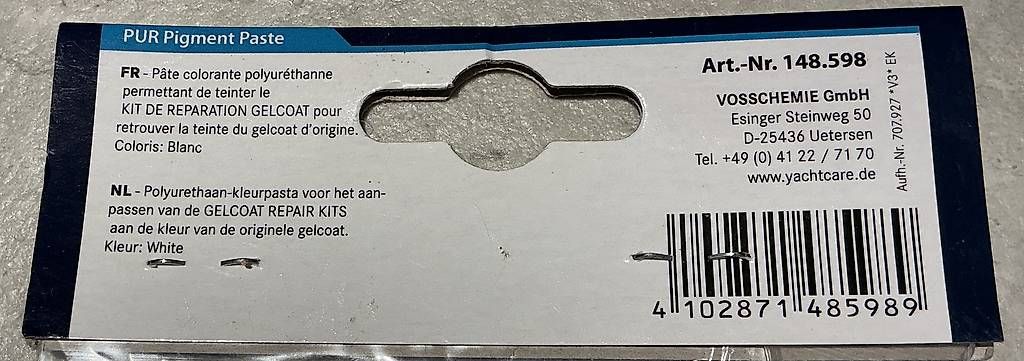 PUR Pigment Paste
FR - Pâte colorante polyuréthanne
permettant de teinter le
KIT DE REPARATION GELCOAT pour
retrouver la teinte du gelcoat d'origine.
Coloris: Blanc
NL - Polyurethaan-kleurpasta voor het aan-
passen van de GELCOAT REPAIR KITS
aan de kleur van de originele gelcoat.
Kleur: White
Art.-Nr. 148.598
VOSSCHEMIE GmbH
Esinger Steinweg 50
D-25436 Uetersen
Tel. +49 (0) 41 22 / 71 70
www.yachtcare.de
Aufh.-Nr. 707.927 *V3* EK
4 102871 485989